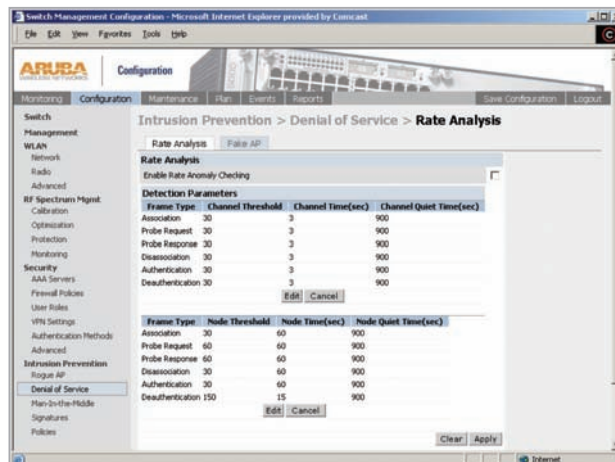 Switch Management Configuration - Microsoft Internet Explorer provided by Comcast
File Edit View Favorites Tools Help
ARUBA
WIRELESS NETWORKS
Configuration
Monitoring Configuration Maintenance Plan Events Reports Save Configuration Logout
Switch
Management
WLAN
Network
Radio
Advanced
RF Spectrum Mgmt
Calibration
Optimization
Protection
Monitoring
Security
AAA Servers
Firewall Policies
User Roles
VPN Settings
Authentication Methods
Advanced
Intrusion Prevention
Rogue AP
Denial of Service
Man-In-the-Middle
Signatures
Policies
Intrusion Prevention > Denial of Service > Rate Analysis
Rate Analysis Fake AP
Rate Analysis
Enable Rate Anomaly Checking
Detection Parameters
Frame Type Channel Threshold Channel Time(sec) Channel Quiet Time(sec)
Association 30 3 900
Probe Request 30 3 900
Probe Response 30 3 900
Disassociation 30 3 900
Authentication 30 3 900
Deauthentication 30 3 900
Edit Cancel
Frame Type Node Threshold Node Time(sec) Node Quiet Time(sec)
Association 30 60 900
Probe Request 60 60 900
Probe Response 60 60 900
Disassociation 30 60 900
Authentication 30 60 900
Deauthentication 150 15 900
Edit Cancel
Clear Apply
Internet